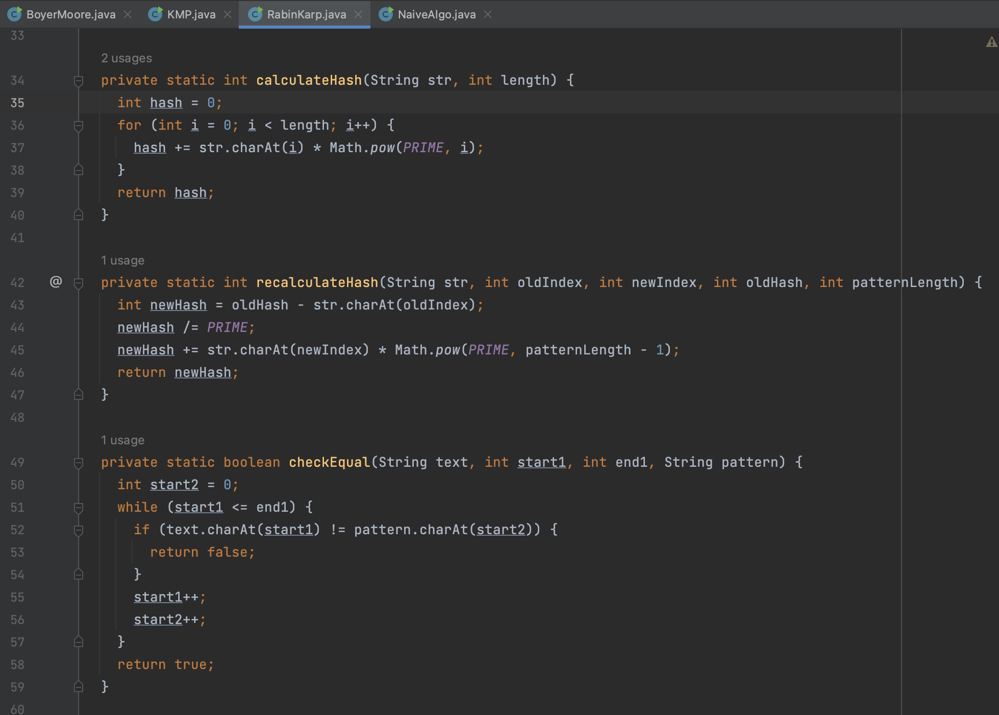 BoyerMoore.java KMP.java RabinKarp.java NaiveAlgo.java
33
2 usages
34 private static int calculateHash(String str, int length) {
35 int hash = 0;
36 for (int i = 0; i < length; i++) {
37 hash += str.charAt(i) * Math.pow(PRIME, i);
38 }
39 return hash;
40 }
41
1 usage
42 @ private static int recalculateHash(String str, int oldIndex, int newIndex, int oldHash, int patternLength) {
43 int newHash = oldHash - str.charAt(oldIndex);
44 newHash /= PRIME;
45 newHash += str.charAt(newIndex) * Math.pow(PRIME, patternLength - 1);
46 return newHash;
47 }
48
1 usage
49 private static boolean checkEqual(String text, int start1, int end1, String pattern) {
50 int start2 = 0;
51 while (start1 <= end1) {
52 if (text.charAt(start1) != pattern.charAt(start2)) {
53 return false;
54 }
55 start1++;
56 start2++;
57 }
58 return true;
59 }
60